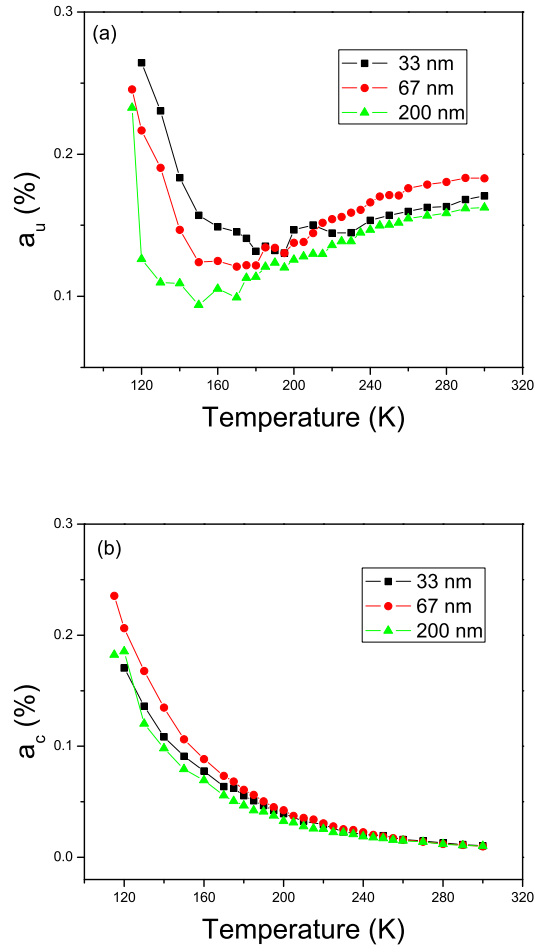 0.3
(a)
33 nm
67 nm
200 nm
0.2
a_u (%)
0.1
120 160 200 240 280 320
Temperature (K)
0.3
(b)
33 nm
67 nm
200 nm
0.2
a_c (%)
0.1
0.0
120 160 200 240 280 320
Temperature (K)